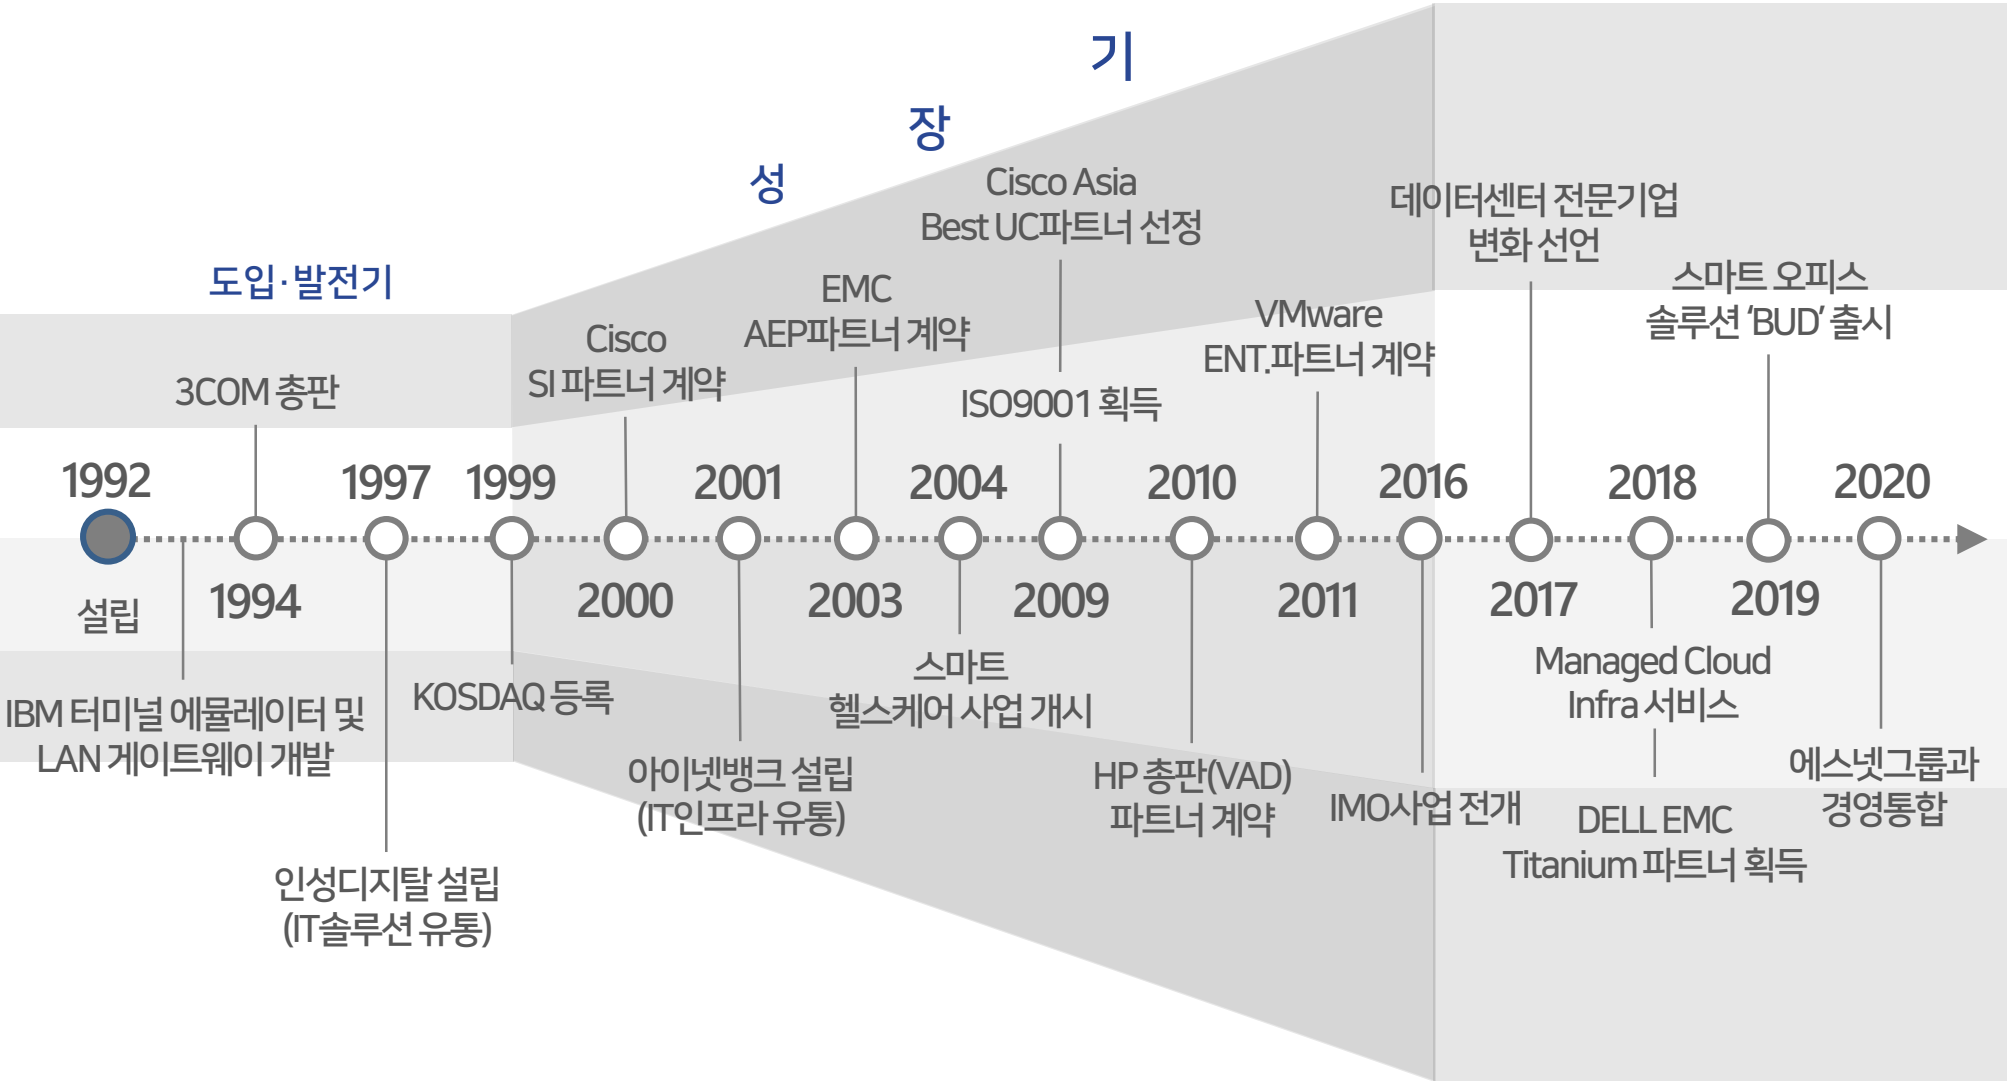 도입·발전기
성
장
기
1992
설립
IBM 터미널 에뮬레이터 및
LAN 게이트웨이 개발
3COM 총판
1994
1997
인성디지탈 설립
(IT솔루션 유통)
1999
KOSDAQ 등록
Cisco
SI 파트너 계약
2000
2001
아이넷뱅크 설립
(IT인프라 유통)
EMC
AEP파트너 계약
2003
2004
스마트
헬스케어 사업 개시
Cisco Asia
Best UC파트너 선정
ISO9001 획득
2009
2010
HP 총판(VAD)
파트너 계약
VMware
ENT.파트너 계약
2011
2016
IMO사업 전개
데이터센터 전문기업
변화 선언
2017
2018
Managed Cloud
Infra 서비스
DELL EMC
Titanium 파트너 획득
스마트 오피스
솔루션 ‘BUD’ 출시
2019
2020
에스넷그룹과
경영통합